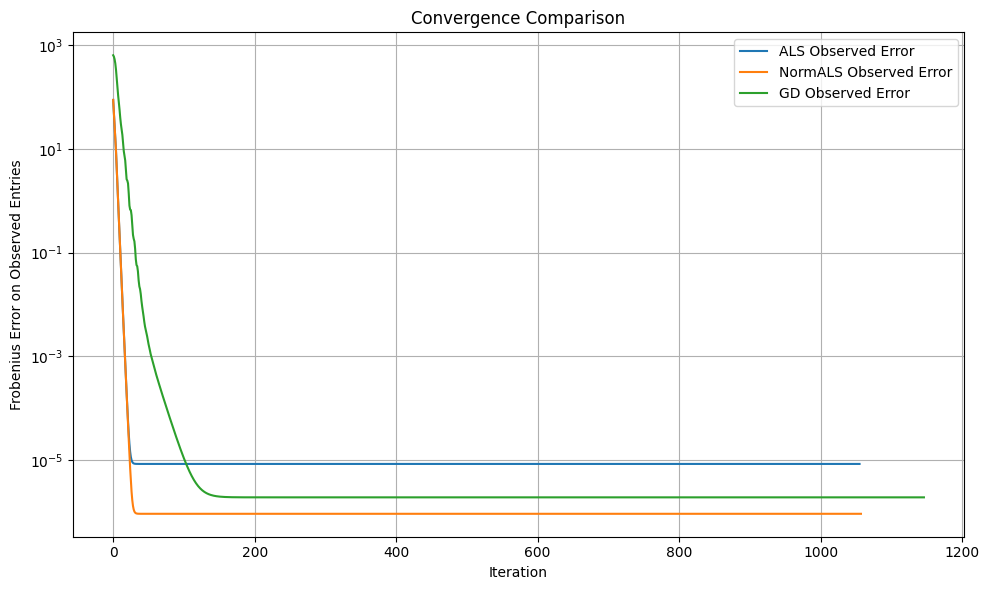 Convergence Comparison
ALS Observed Error
NormALS Observed Error
GD Observed Error
Frobenius Error on Observed Entries
10³
10¹
10⁻¹
10⁻³
10⁻⁵
0 200 400 600 800 1000 1200
Iteration